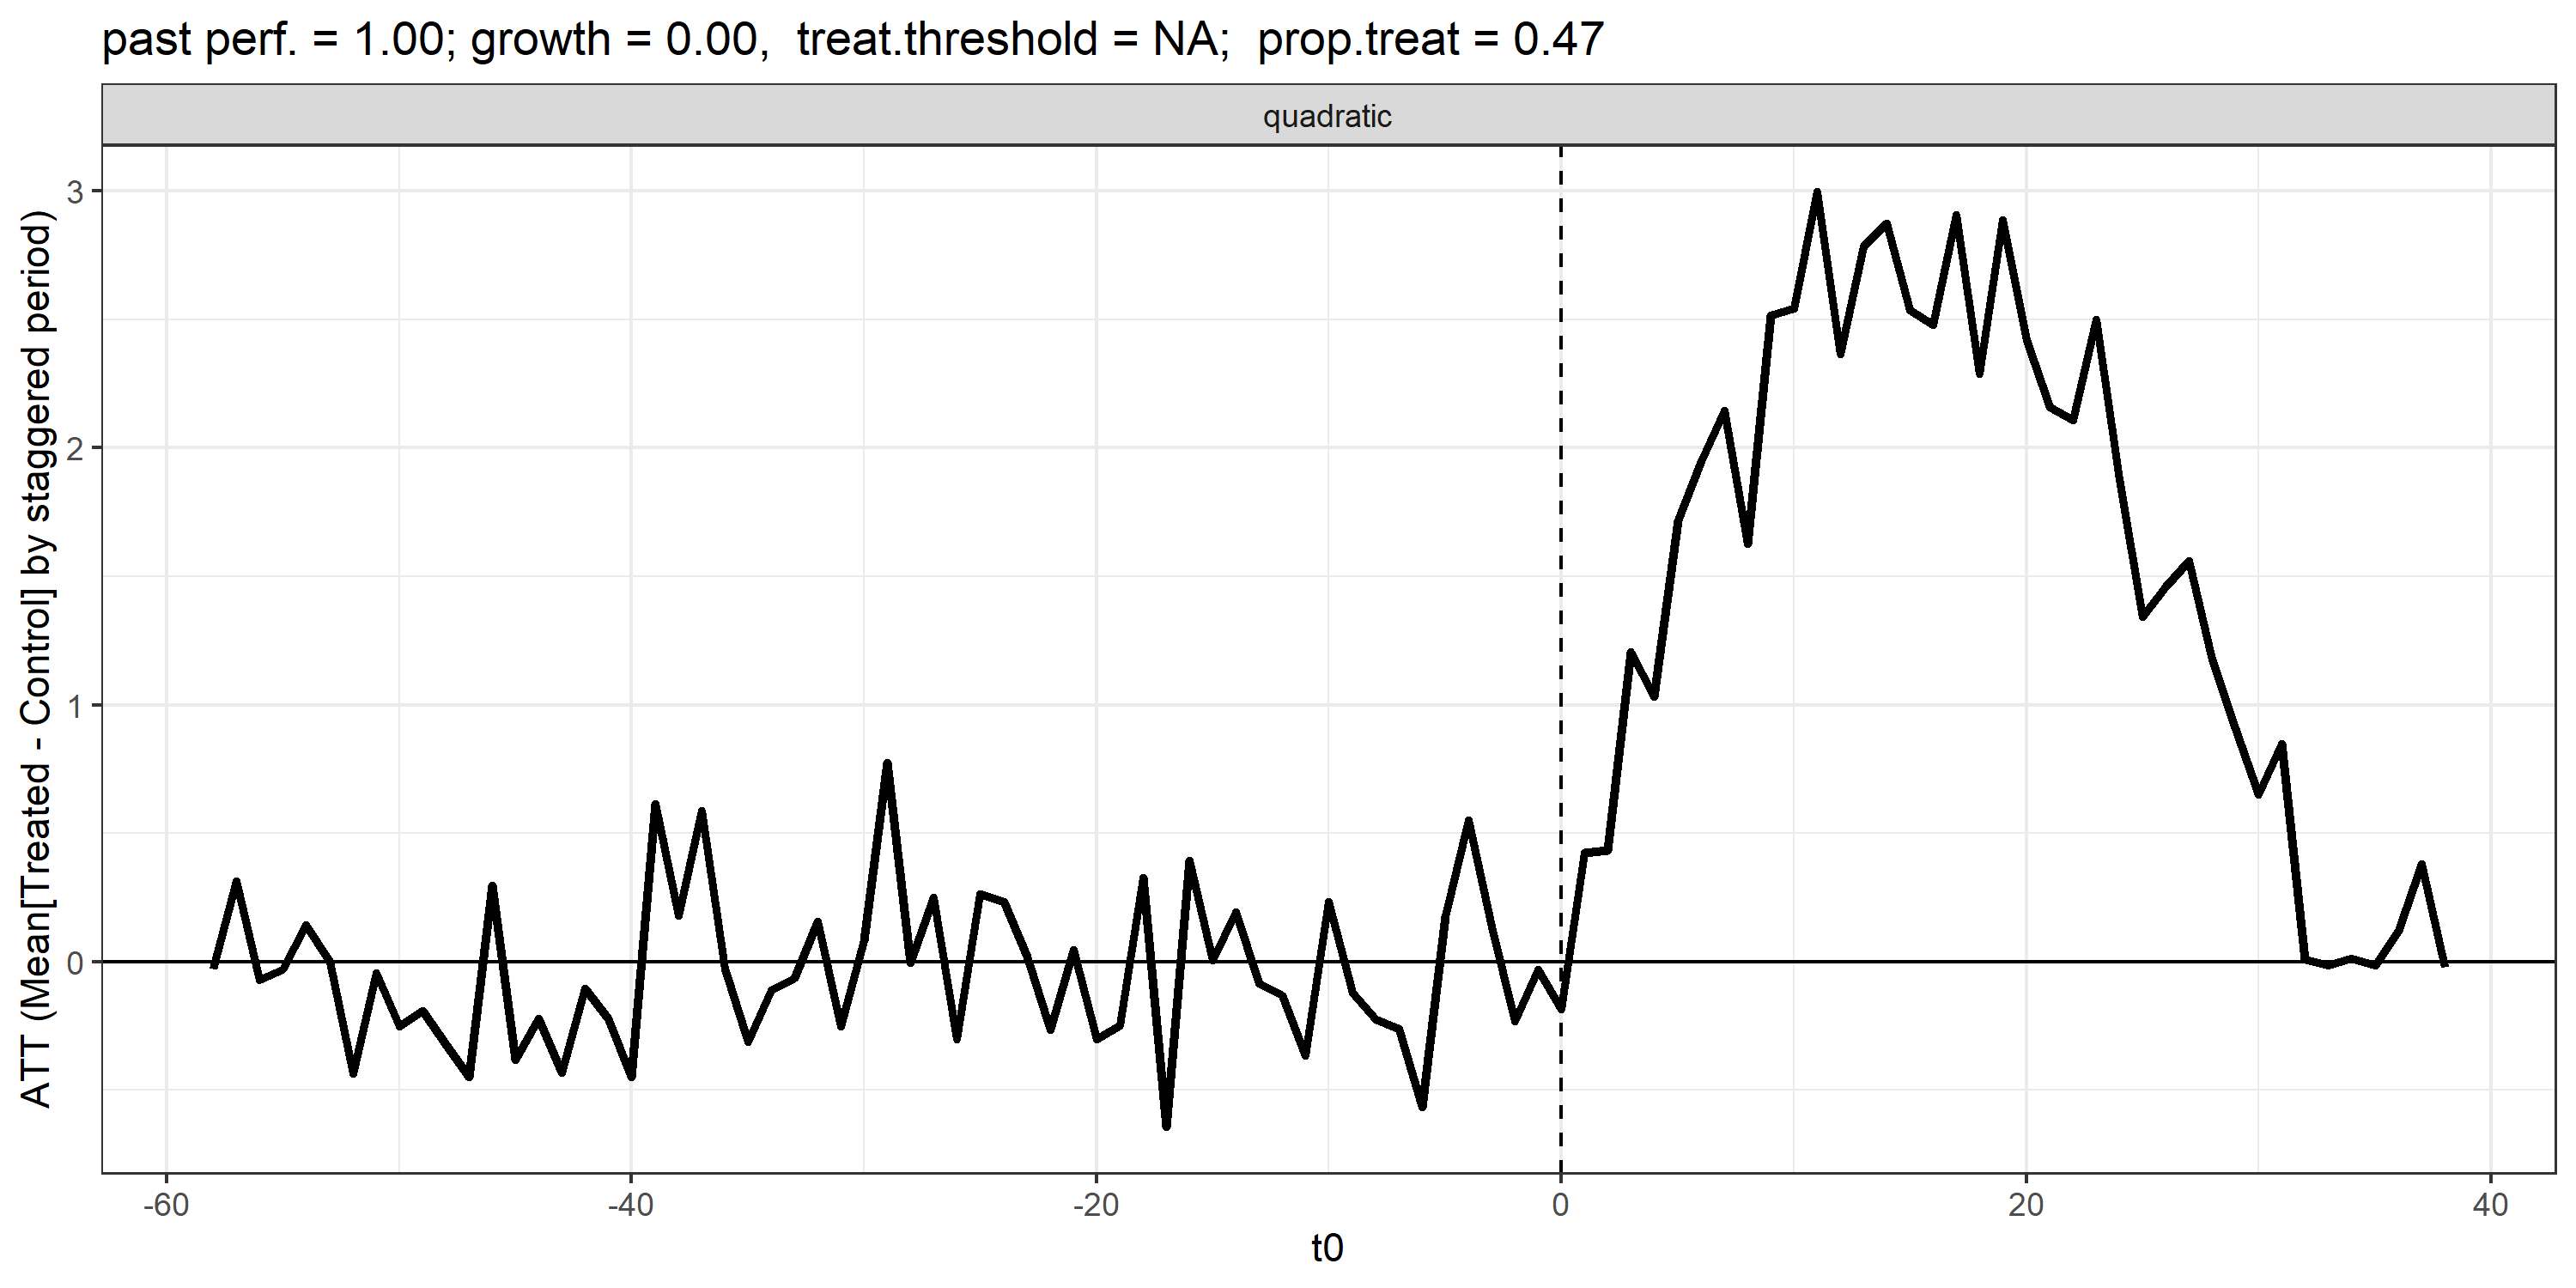 past perf. = 1.00; growth = 0.00,  treat.threshold = NA;  prop.treat = 0.47
quadratic
ATT (Mean[Treated - Control] by staggered period)
3
2
1
0
-60
-40
-20
0
20
40
t0